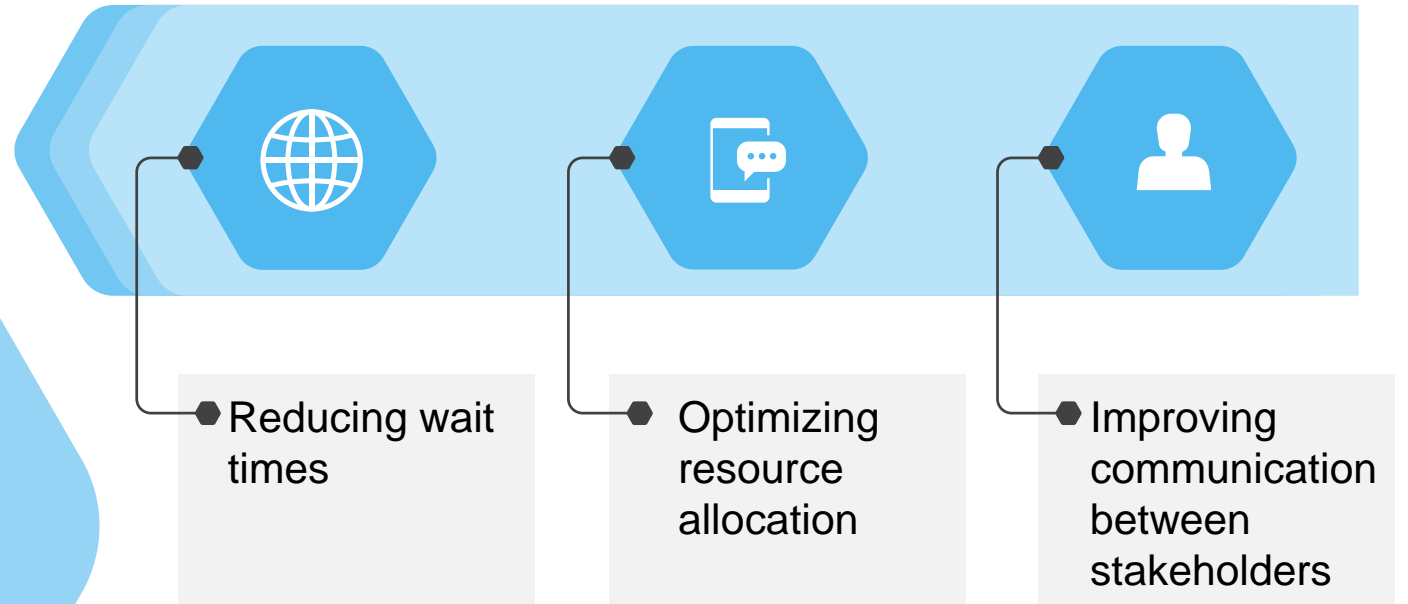 Reducing wait
times
Optimizing
resource
allocation
Improving
communication
between
stakeholders